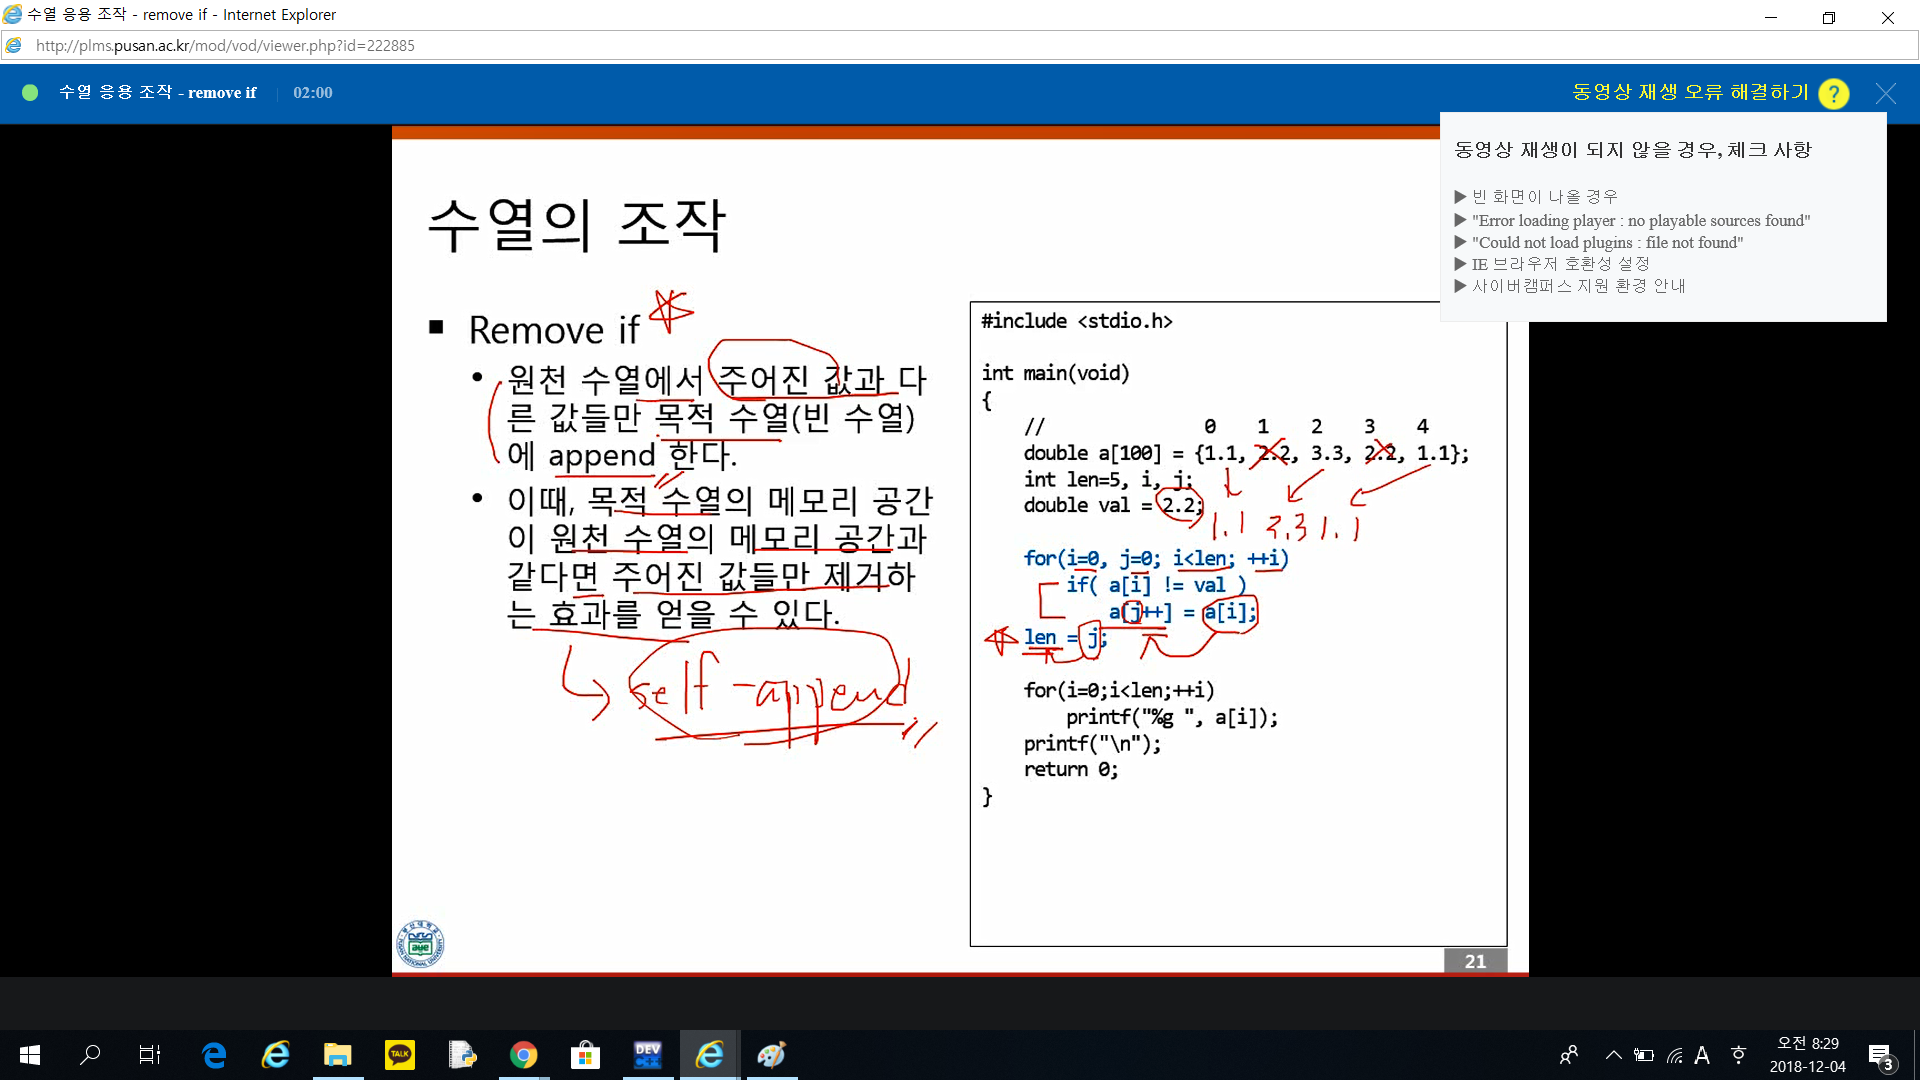 수열 응용 조작 - remove if - Internet Explorer
http://plms.pusan.ac.kr/mod/vod/viewer.php?id=222885
수열 응용 조작 - remove if | 02:00
동영상 재생 오류 해결하기 ?
동영상 재생이 되지 않을 경우, 체크 사항
▶ 빈 화면이 나올 경우
▶ "Error loading player : no playable sources found"
▶ "Could not load plugins : file not found"
▶ IE 브라우저 호환성 설정
▶ 사이버캠퍼스 지원 환경 안내
수열의 조작
■ Remove if
• 원천 수열에서 주어진 값과 다
른 값들만 목적 수열(빈 수열)
에 append 한다.
• 이때, 목적 수열의 메모리 공간
이 원천 수열의 메모리 공간과
같다면 주어진 값들만 제거하
는 효과를 얻을 수 있다.
self-append
#include <stdio.h>
int main(void)
{
// 0 1 2 3 4
double a[100] = {1.1, 2.2, 3.3, 2.2, 1.1};
int len=5, i, j;
double val = 2.2;
1.1 3.3 1.1
for(i=0, j=0; i<len; ++i)
if( a[i] != val )
a[j++] = a[i];
len = j;
for(i=0;i<len;++i)
printf("%g ", a[i]);
printf("\n");
return 0;
}
21
TALK
DEV
A
오전 8:29
2018-12-04
3